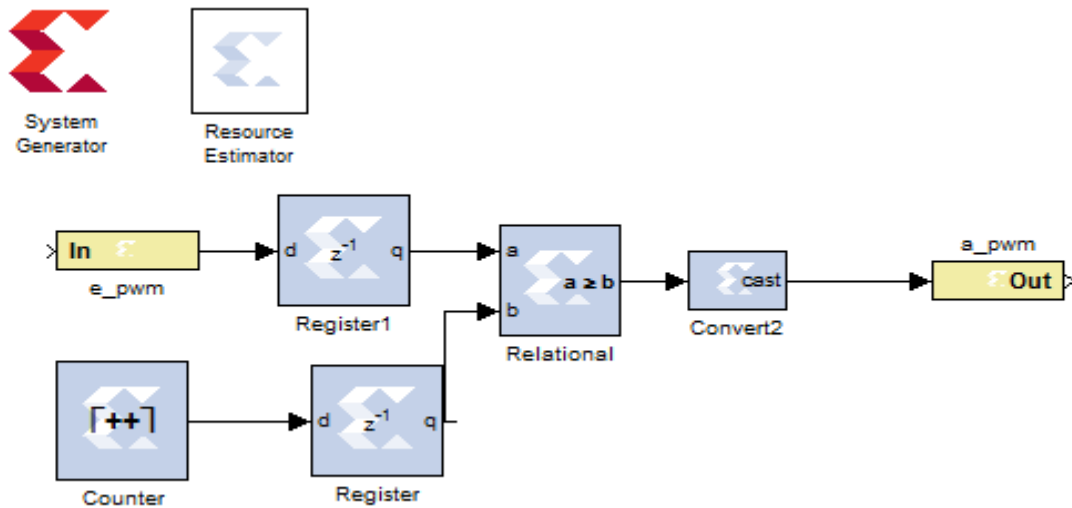 System
Generator
Resource
Estimator
In
e_pwm
d z⁻¹ q
Register1
a
b
a ≥ b
Relational
cast
Convert2
a_pwm
Out
⌈++⌉
Counter
d z⁻¹ q
Register